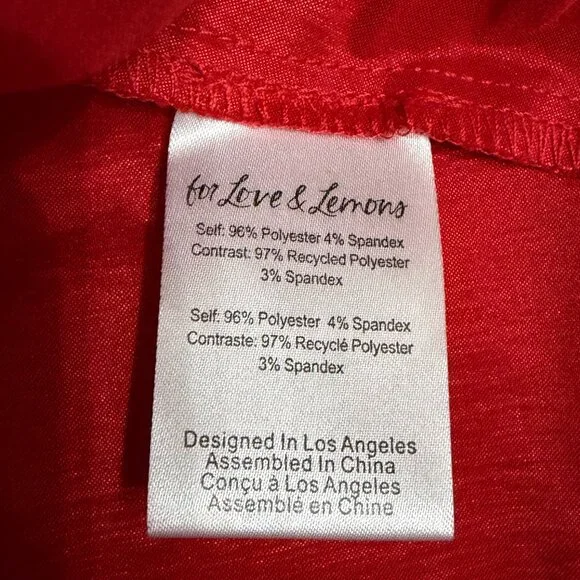 for Love & Lemons
Self: 96% Polyester 4% Spandex
Contrast: 97% Recycled Polyester
3% Spandex
Self: 96% Polyester 4% Spandex
Contraste: 97% Recyclé Polyester
3% Spandex
Designed In Los Angeles
Assembled In China
Conçu à Los Angeles
Assemblé en Chine